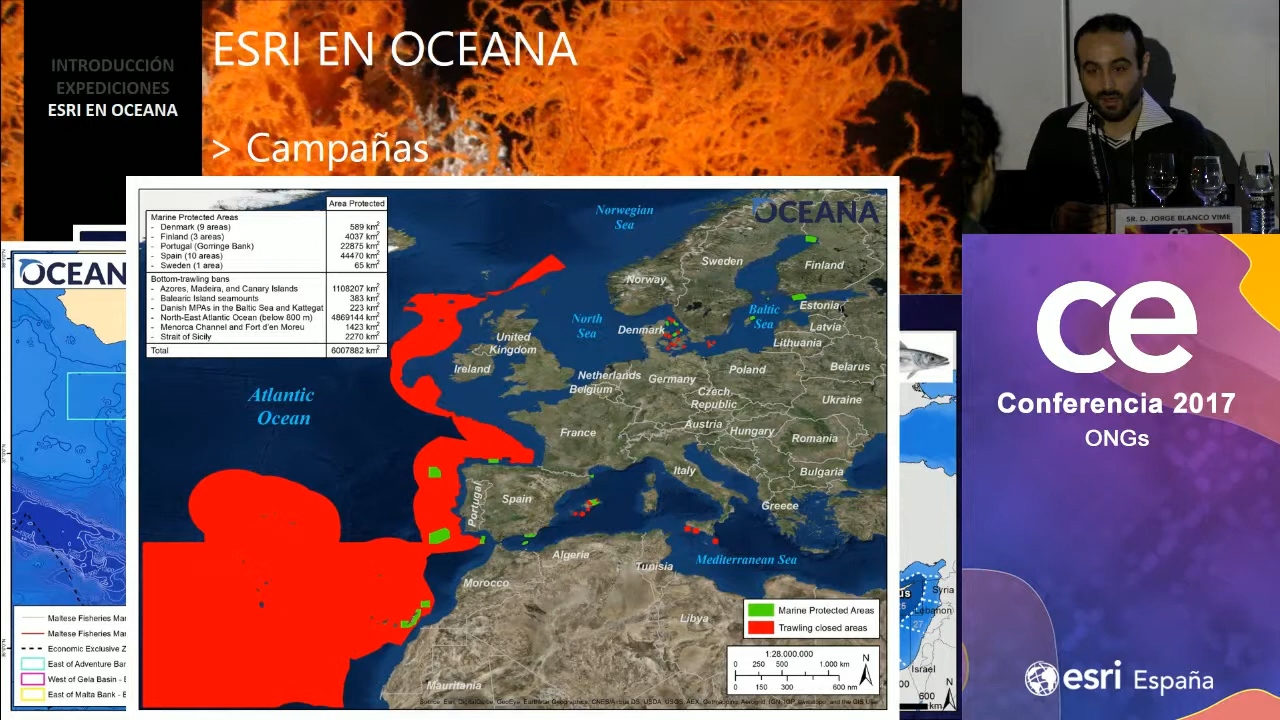 INTRODUCCIÓN
EXPEDICIONES
ESRI EN OCEANA
ESRI EN OCEANA
> Campañas
SR. D. JORGE BLANCO
ce
ce
Conferencia 2017
ONGs
esri España
OCEANA
Area Protected
Marine Protected Areas
- Denmark (9 areas) 589 km²
- Finland (3 areas) 4037 km²
- Portugal (Gorringe Bank) 22875 km²
- Spain (10 areas) 44470 km²
- Sweden (1 area) 65 km²
Bottom-trawling bans
- Azores, Madeira, and Canary Islands 1108207 km²
- Balearic Island seamounts 383 km²
- Danish MPAs in the Baltic Sea and Kattegat 223 km²
- North-East Atlantic Ocean (below 800 m) 4869144 km²
- Menorca Channel and Fort d'en Moreu 1423 km²
- Strait of Sicily 2270 km²
Total 6007882 km²
Norwegian
Sea
Sweden
Finland
Norway
Estonia
Baltic
Sea
North
Sea
Denmark
Latvia
Lithuania
United
Kingdom
Ireland
Netherlands
Belgium
Germany
Poland
Belarus
Czech
Republic
Ukraine
Atlantic
Ocean
France
Austria
Hungary
Romania
Italy
Bulgaria
Portugal
Spain
Greece
Algeria
Tunisia
Mediterranean Sea
Morocco
Libya
Mauritania
Marine Protected Areas
Trawling closed areas
1:28.000.000
0 250 500 1.000 km
0 150 300 600 nm
N
OCEANA
Maltese Fisheries Mar
Maltese Fisheries Mar
Economic Exclusive Z
East of Adventure Bar
West of Gela Basin - E
East of Malta Bank - E
us
Syria
Lebanon
27
Israel
N
600
km